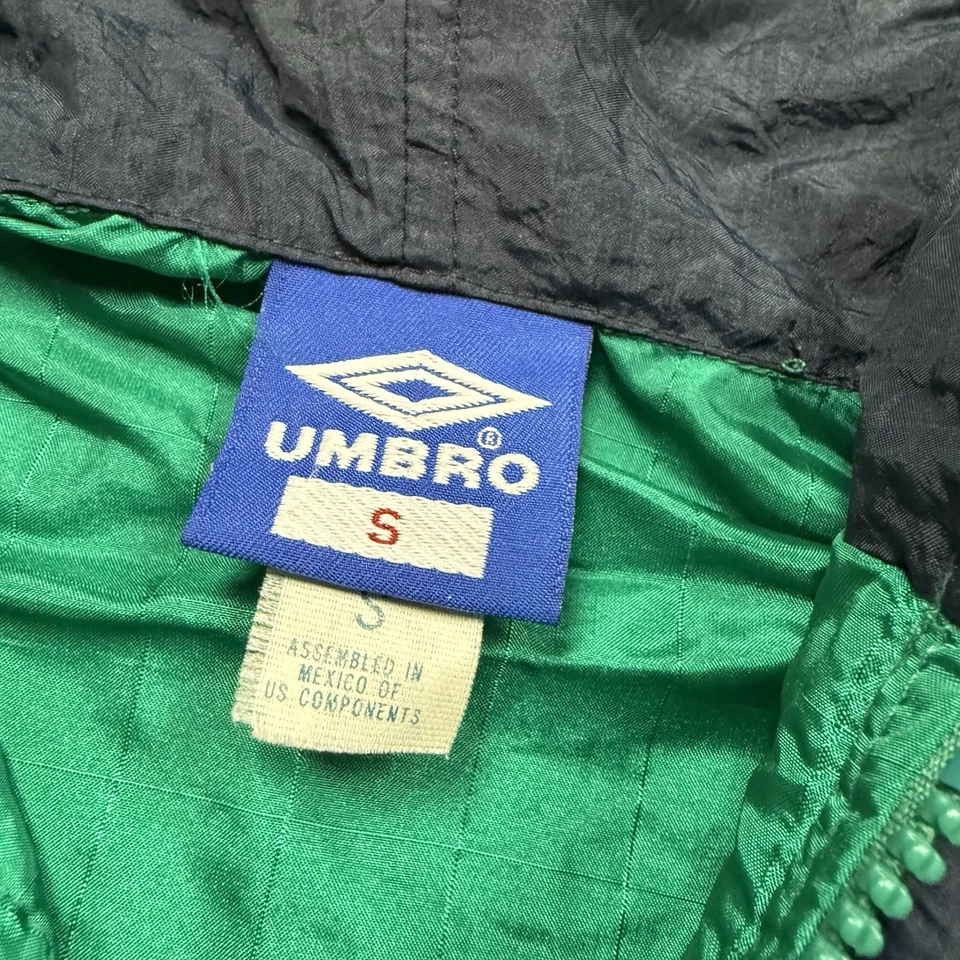 UMBRO®
S
S
ASSEMBLED IN
MEXICO OF
US COMPONENTS